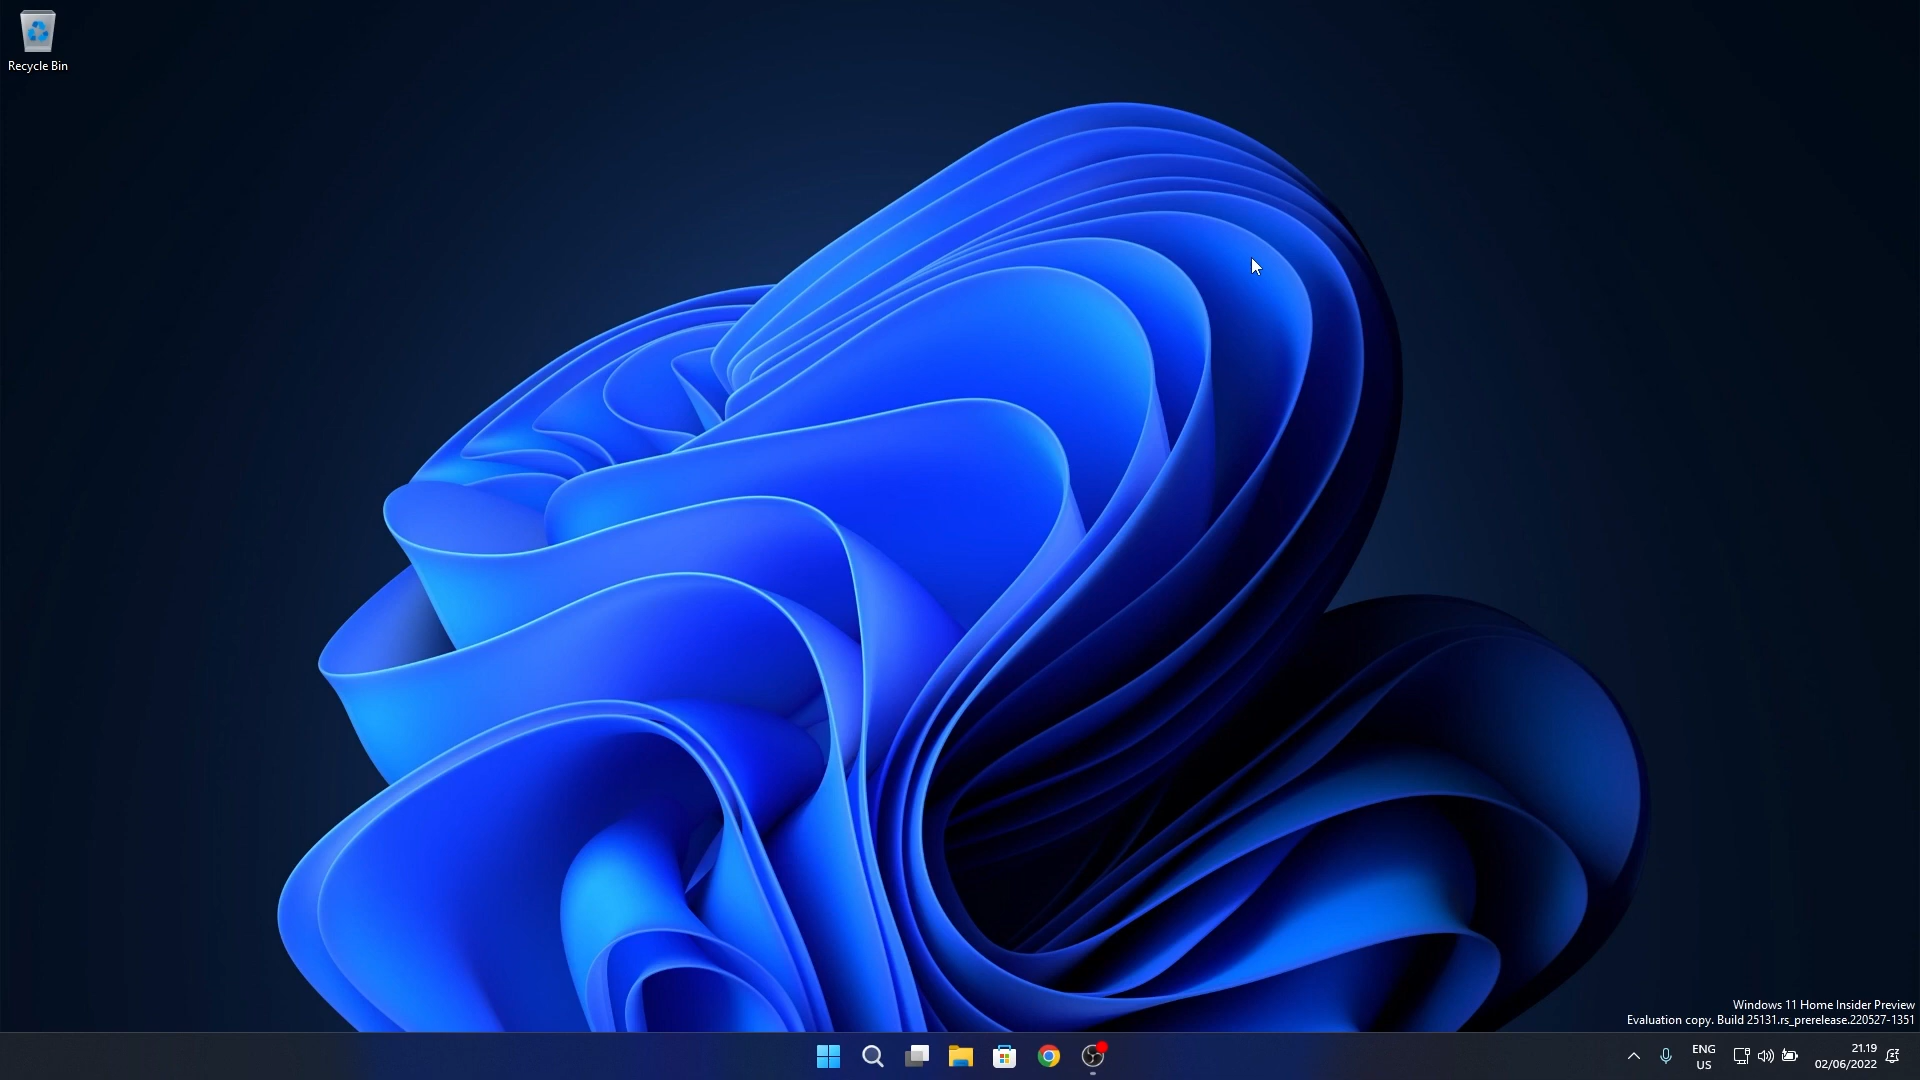 Recycle Bin
Windows 11 Home Insider Preview
Evaluation copy. Build 25131.rs_prerelease.220527-1351
ENG
US
21.19
02/06/2022